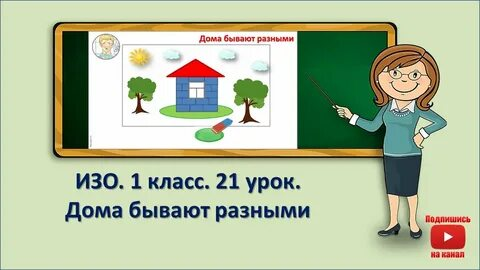 Дома бывают разными
ИЗО. 1 класс. 21 урок.
Дома бывают разными
Подпишись
на канал